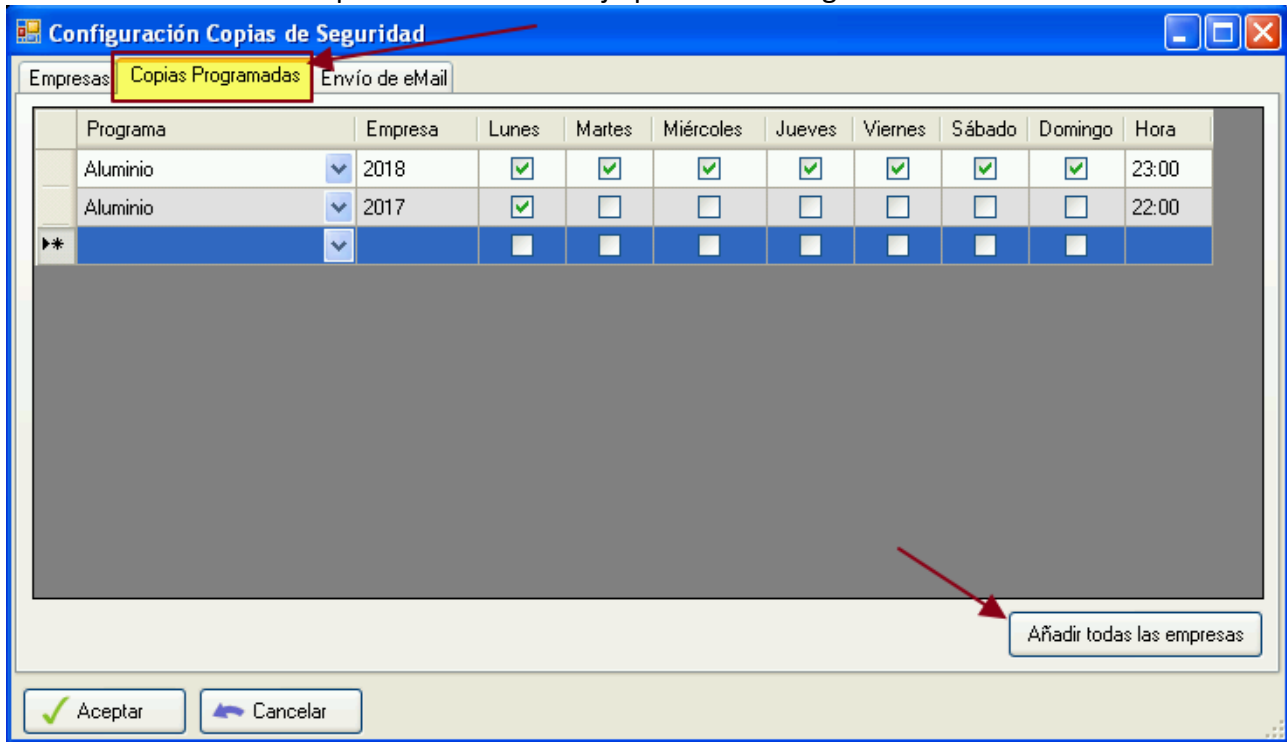 Configuración Copias de Seguridad
Empresas Copias Programadas Envío de eMail
Programa Empresa Lunes Martes Miércoles Jueves Viernes Sábado Domingo Hora
Aluminio 2018 23:00
Aluminio 2017 22:00
Añadir todas las empresas
Aceptar Cancelar